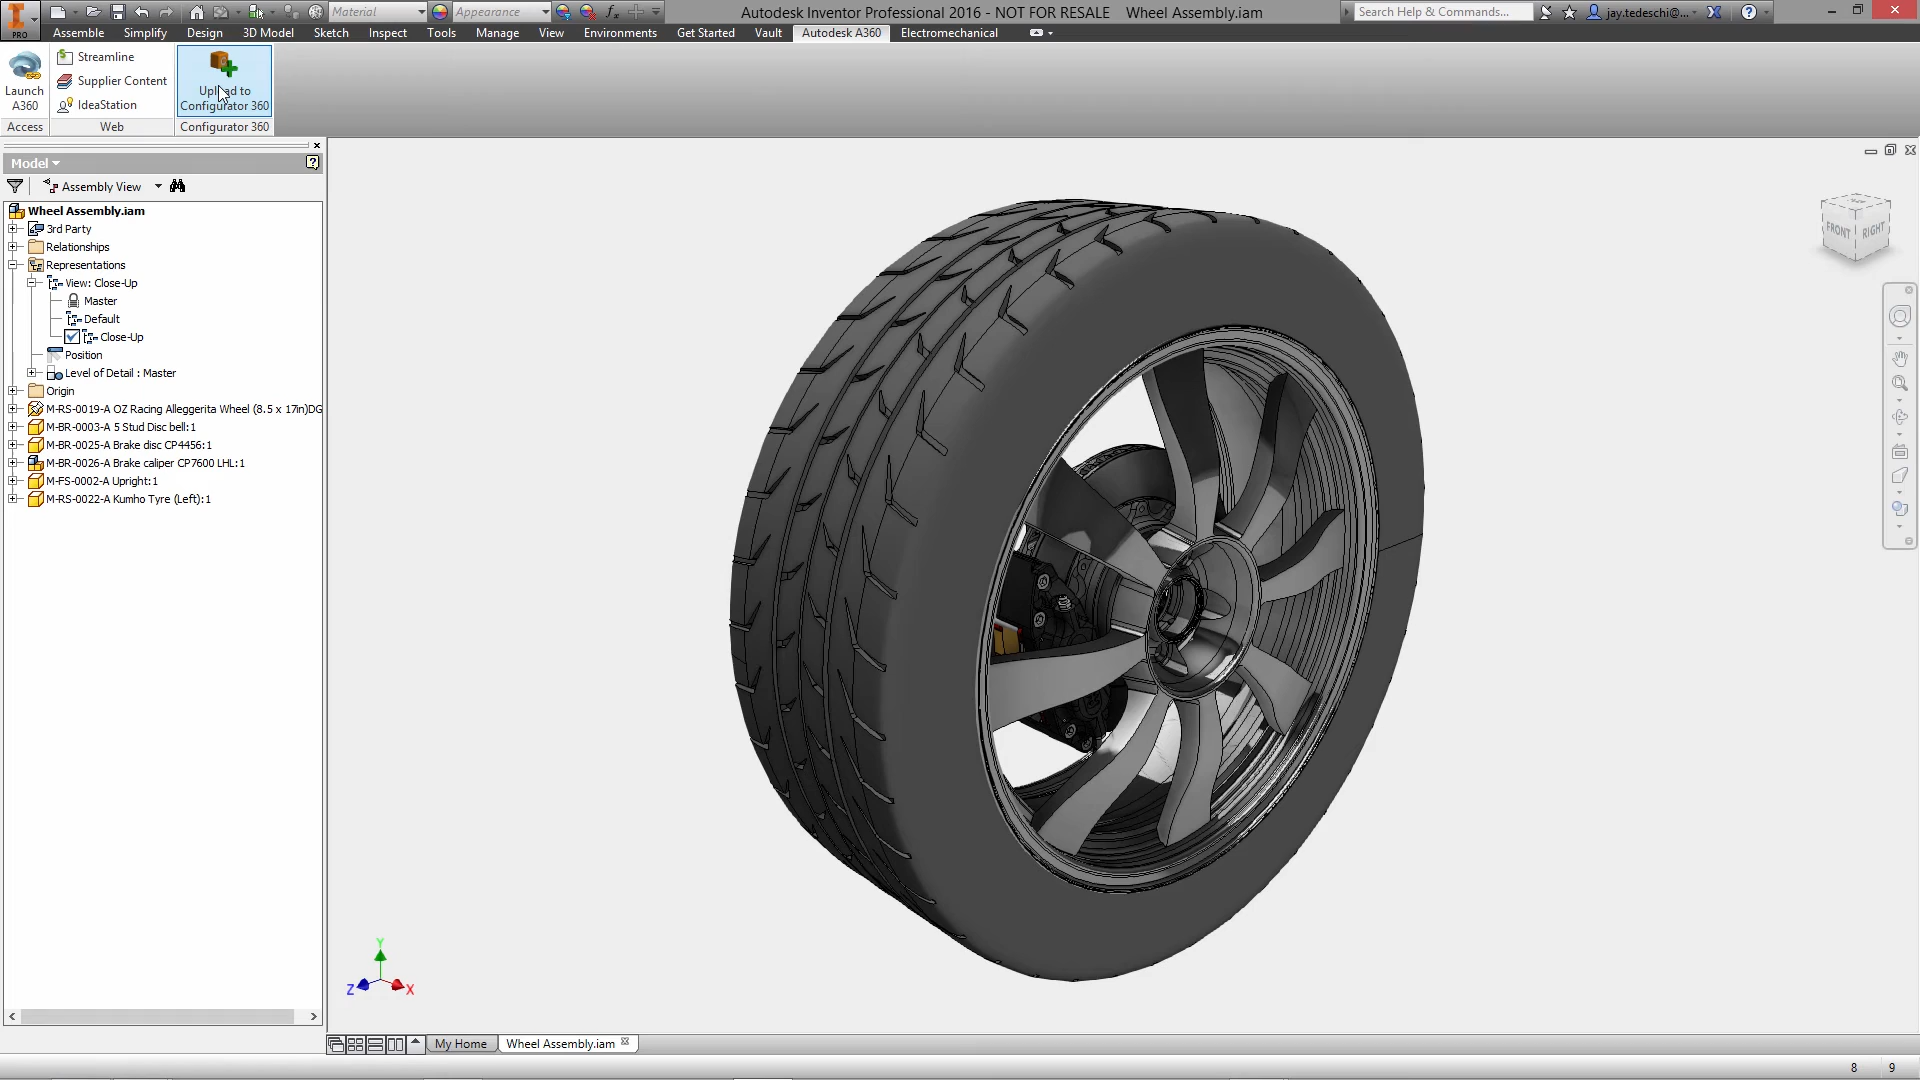 PRO
Material
Appearance
Autodesk Inventor Professional 2016 - NOT FOR RESALE Wheel Assembly.iam
Search Help & Commands...
jay.tedeschi@...
Assemble Simplify Design 3D Model Sketch Inspect Tools Manage View Environments Get Started Vault Autodesk A360 Electromechanical
Launch A360
Streamline
Supplier Content
IdeaStation
Upload to Configurator 360
Access Web Configurator 360
Model
Assembly View
Wheel Assembly.iam
3rd Party
Relationships
Representations
View: Close-Up
Master
Default
Close-Up
Position
Level of Detail : Master
Origin
M-RS-0019-A OZ Racing Alleggerita Wheel (8.5 x 17in)DG
M-BR-0003-A 5 Stud Disc bell:1
M-BR-0025-A Brake disc CP4456:1
M-BR-0026-A Brake caliper CP7600 LHL:1
M-FS-0002-A Upright:1
M-RS-0022-A Kumho Tyre (Left):1
FRONT RIGHT
Y
Z X
My Home Wheel Assembly.iam
8 9